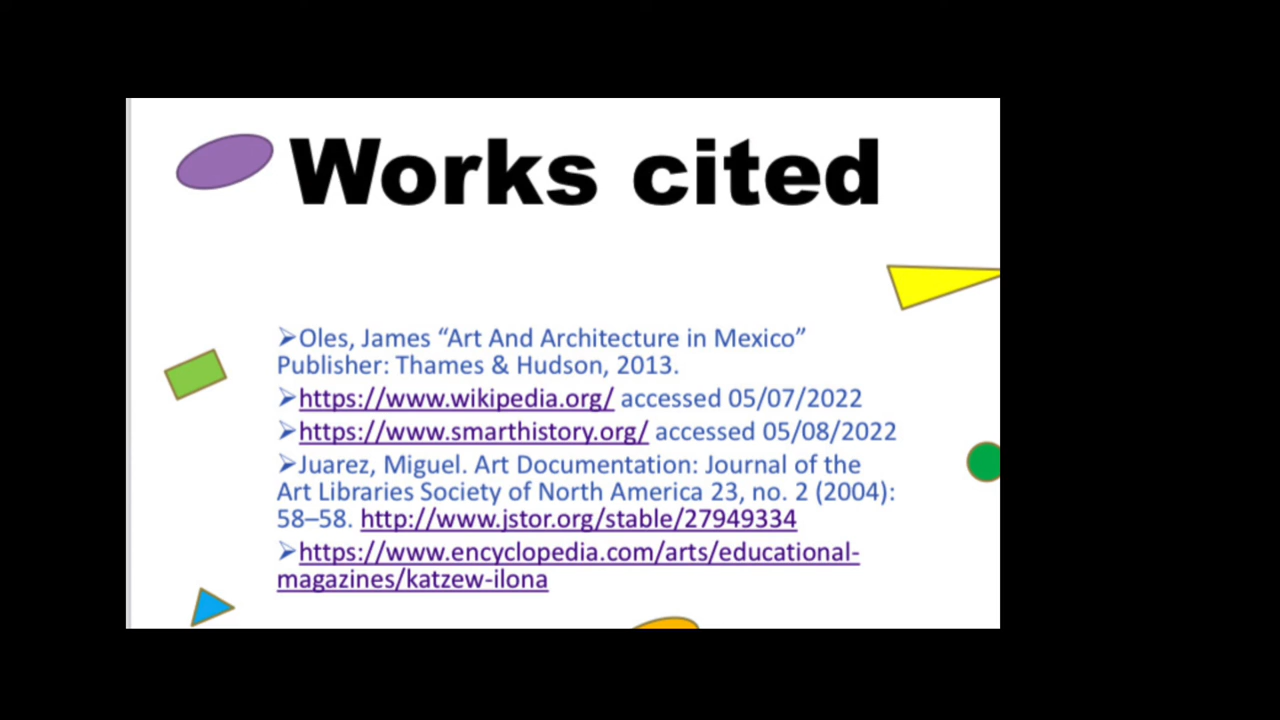 Works cited
➢Oles, James “Art And Architecture in Mexico”
Publisher: Thames & Hudson, 2013.
➢https://www.wikipedia.org/ accessed 05/07/2022
➢https://www.smarthistory.org/ accessed 05/08/2022
➢Juarez, Miguel. Art Documentation: Journal of the
Art Libraries Society of North America 23, no. 2 (2004):
58–58. http://www.jstor.org/stable/27949334
➢https://www.encyclopedia.com/arts/educational-
magazines/katzew-ilona